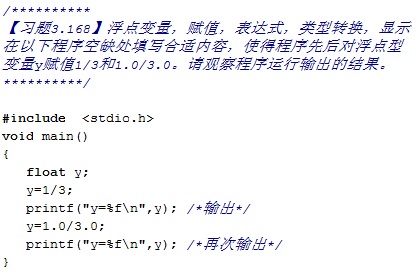 /**********
【习题3.168】浮点变量，赋值，表达式，类型转换，显示
在以下程序空缺处填写合适内容，使得程序先后对浮点型
变量y赋值1/3和1.0/3.0。请观察程序运行输出的结果。
**********/
#include  <stdio.h>
void main()
{
   float y;
   y=1/3;
   printf("y=%f\n",y); /*输出*/
   y=1.0/3.0;
   printf("y=%f\n",y); /*再次输出*/
}